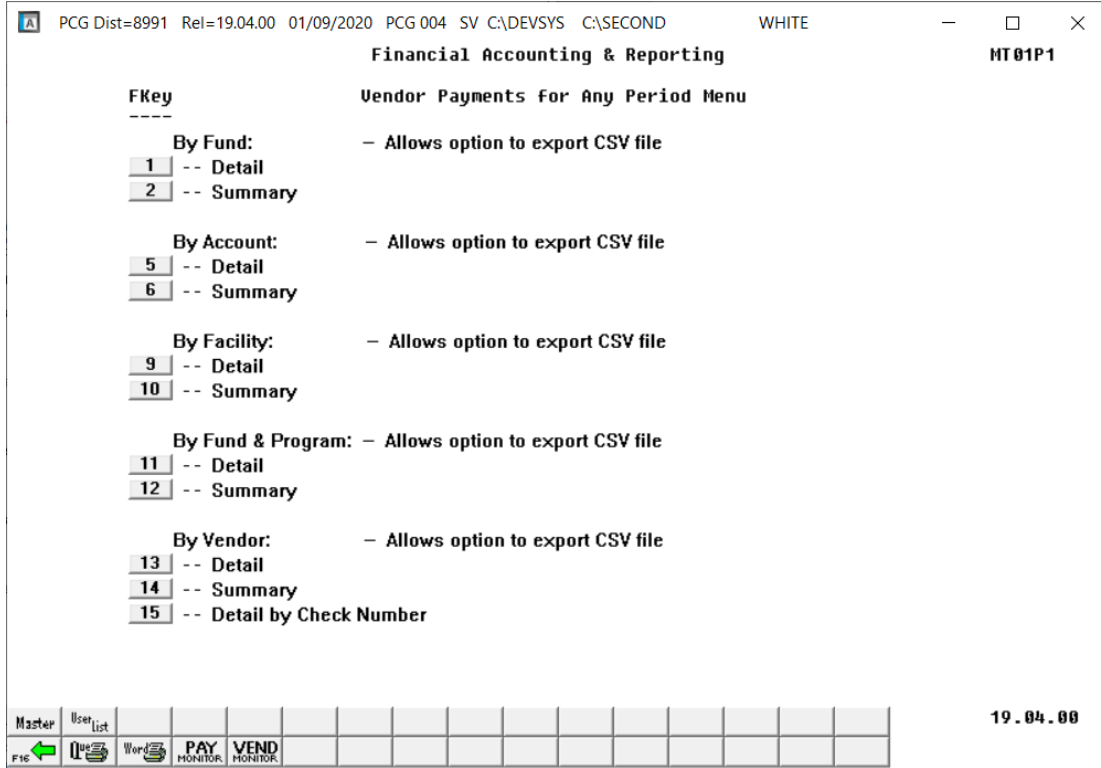 A PCG Dist=8991 Rel=19.04.00 01/09/2020 PCG 004 SV C:\DEVSYS C:\SECOND WHITE
Financial Accounting & Reporting MT01P1
FKey Vendor Payments for Any Period Menu
----
By Fund: – Allows option to export CSV file
1 -- Detail
2 -- Summary
By Account: – Allows option to export CSV file
5 -- Detail
6 -- Summary
By Facility: – Allows option to export CSV file
9 -- Detail
10 -- Summary
By Fund & Program: – Allows option to export CSV file
11 -- Detail
12 -- Summary
By Vendor: – Allows option to export CSV file
13 -- Detail
14 -- Summary
15 -- Detail by Check Number
Master User list 19.04.00
F16 Que Word PAY MONITOR VEND MONITOR